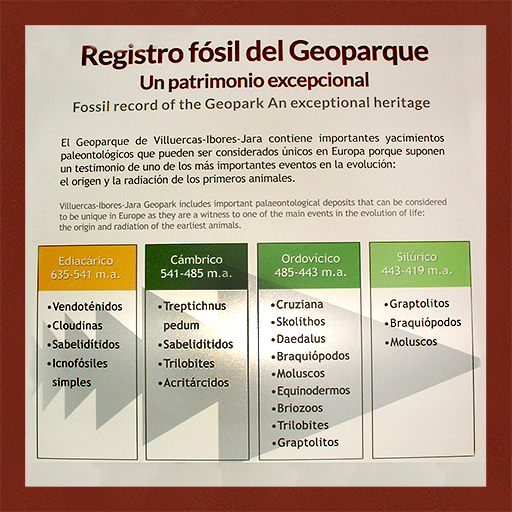 Registro fósil del Geoparque
Un patrimonio excepcional
Fossil record of the Geopark An exceptional heritage
El Geoparque de Villuercas-Ibores-Jara contiene importantes yacimientos
paleontológicos que pueden ser considerados únicos en Europa porque suponen
un testimonio de uno de los más importantes eventos en la evolución:
el origen y la radiación de los primeros animales.
Villuercas-Ibores-Jara Geopark includes important palaeontological deposits that can be considered
to be unique in Europe as they are a witness to one of the main events in the evolution of life:
the origin and radiation of the earliest animals.
Ediacárico
635-541 m.a.
•Vendoténidos
•Cloudinas
•Sabelidítidos
•Icnofósiles
simples
Cámbrico
541-485 m.a.
•Treptichnus
pedum
•Sabelidítidos
•Trilobites
•Acritárcidos
Ordovícico
485-443 m.a.
•Cruziana
•Skolíthos
•Daedalus
•Braquiópodos
•Moluscos
•Equinodermos
•Briozoos
•Trilobites
•Graptolitos
Silúrico
443-419 m.a.
•Graptolitos
•Braquiópodos
•Moluscos